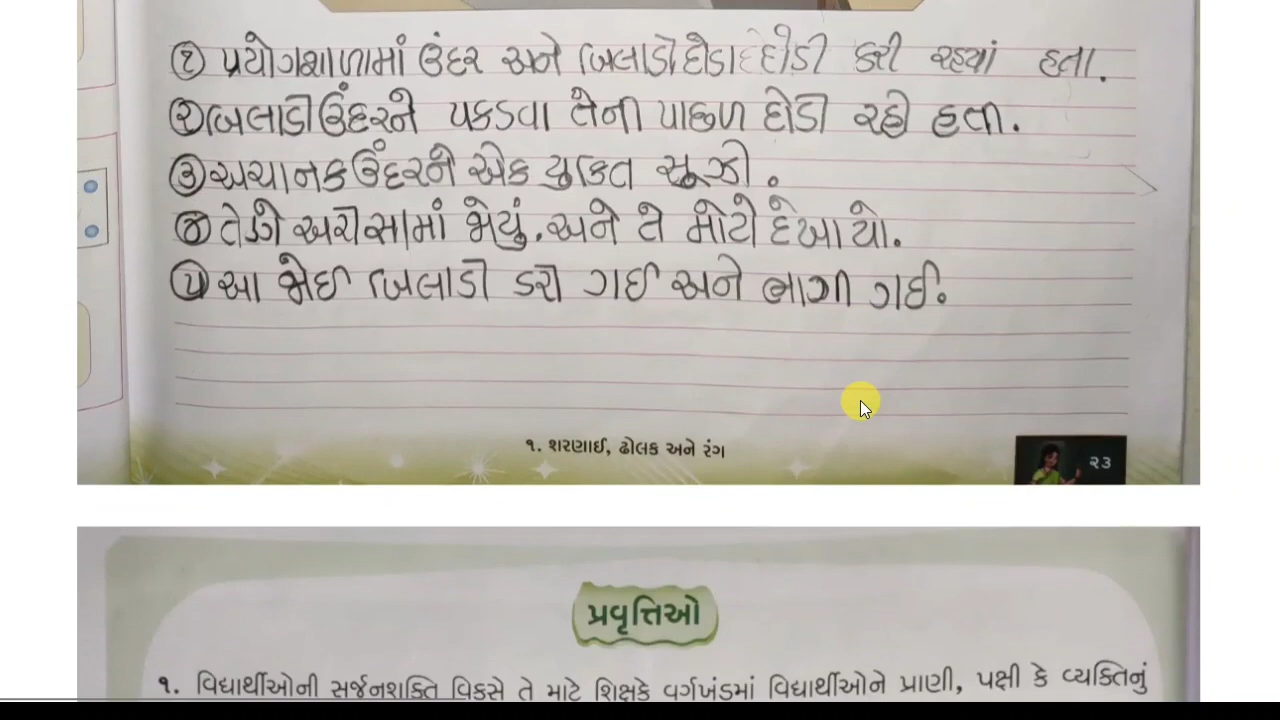 ૧ પ્રયોગશાળામાં ઉંદર અને બિલાડી દોડાદોડી કરી રહ્યાં હતા.
૨ બિલાડી ઉંદરને પકડવા તેની પાછળ દોડી રહી હતી.
૩ અચાનક ઉંદરને એક યુક્તિ સૂઝી.
૪ તેણે અરીસામાં જોયું. અને તે મોટો દેખાયો.
૫ આ જોઈ બિલાડી ડરી ગઈ અને ભાગી ગઈ.
૧. શરણાઈ, ઢોલક અને રંગ
૨૩
પ્રવૃત્તિઓ
૧. વિદ્યાર્થીઓની સર્જનશક્તિ વિકસે તે માટે શિક્ષકે વર્ગખંડમાં વિદ્યાર્થીઓને પ્રાણી, પક્ષી કે વ્યક્તિનું